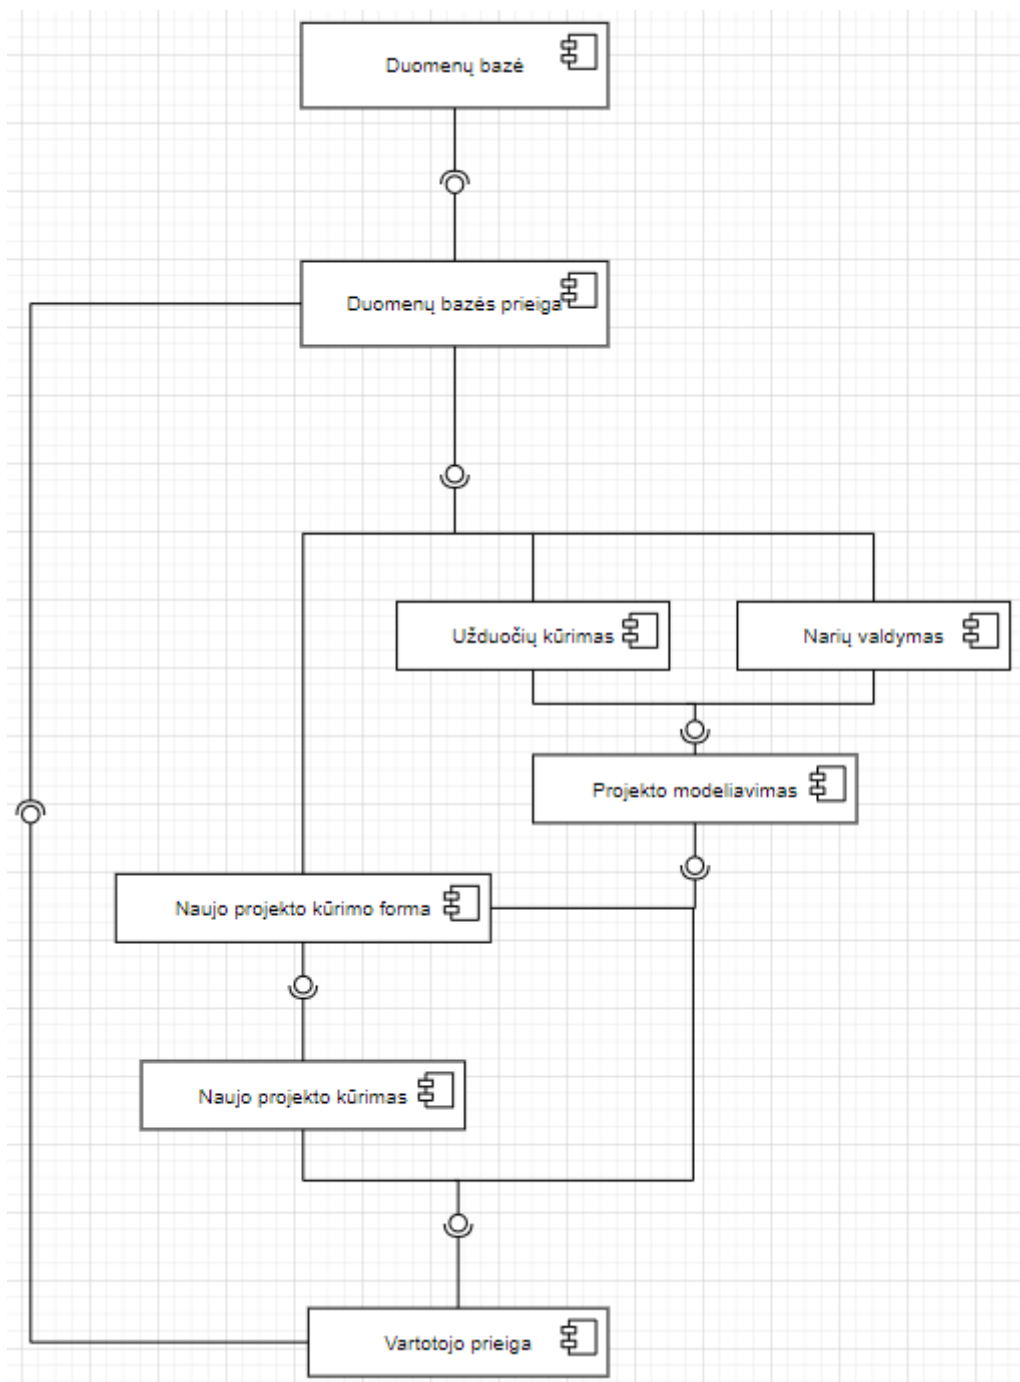 Duomenų bazė
Duomenų bazės prieiga
Užduočių kūrimas
Narių valdymas
Projekto modeliavimas
Naujo projekto kūrimo forma
Naujo projekto kūrimas
Vartotojo prieiga